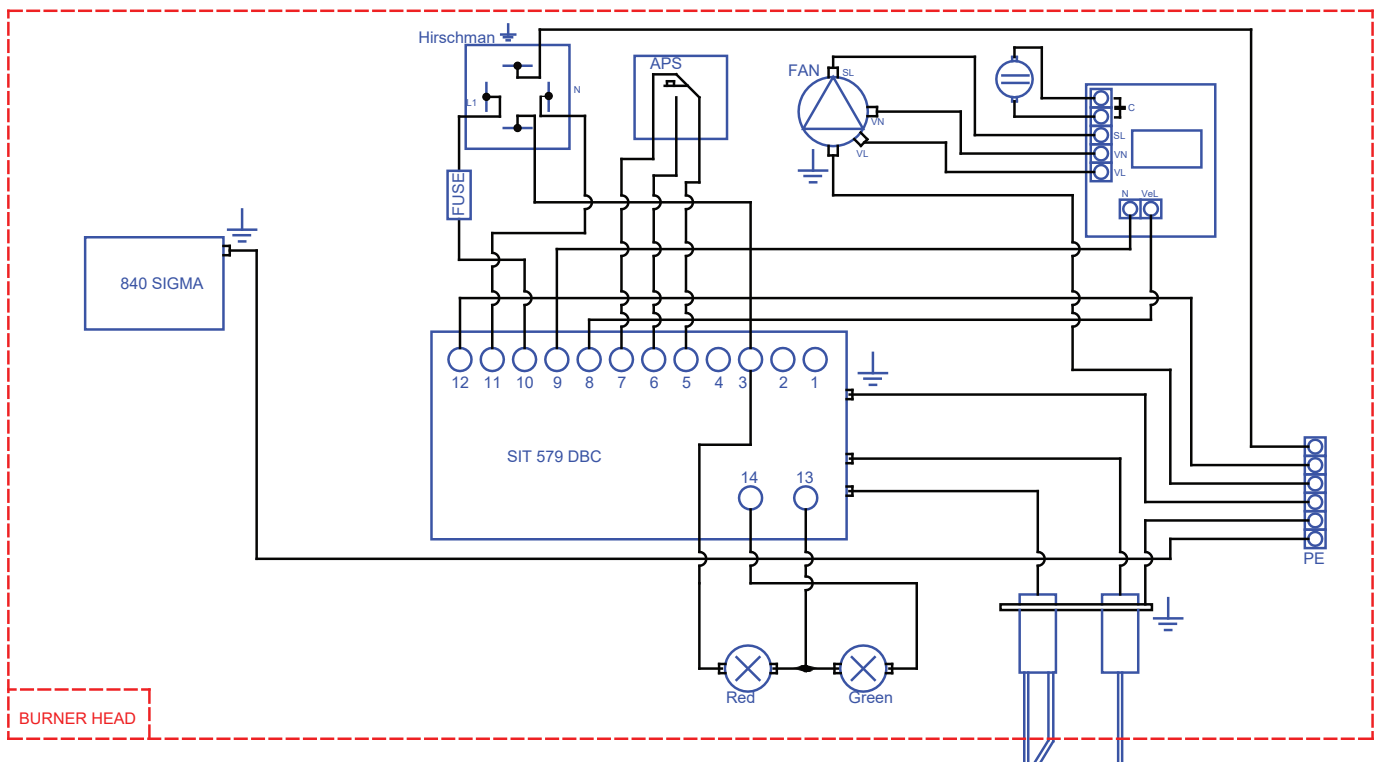 Hirschman
L1
N
APS
FAN
SL
VN
VL
C
SL
VN
VL
N VeL
FUSE
840 SIGMA
12 11 10 9 8 7 6 5 4 3 2 1
SIT 579 DBC
14 13
PE
Red
Green
BURNER HEAD